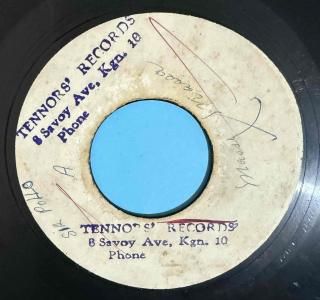 TENNORS' RECORDS
8 Savoy Ave, Kgn. 10
Phone
A
TENNORS' RECORDS
8 Savoy Ave, Kgn. 10
Phone